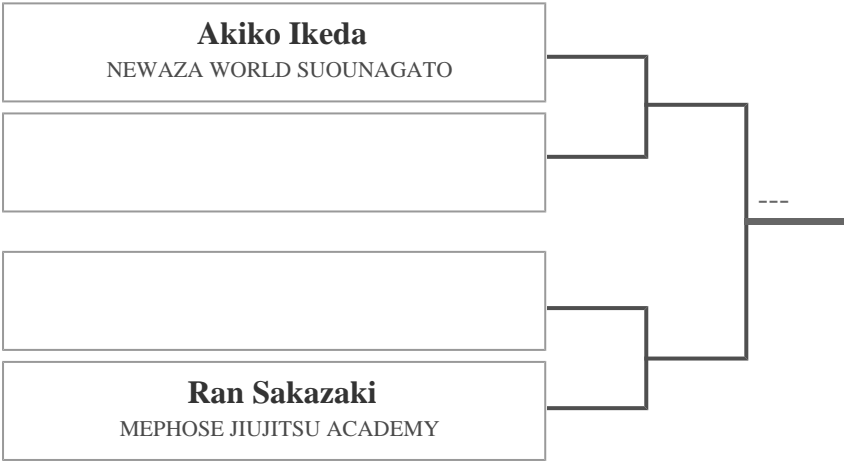 Akiko Ikeda
NEWAZA WORLD SUOUNAGATO
---
Ran Sakazaki
MEPHOSE JIUJITSU ACADEMY